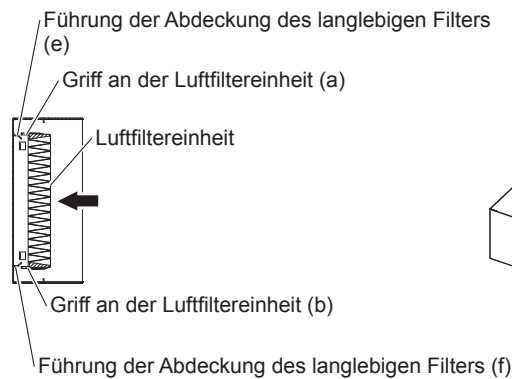 Führung der Abdeckung des langlebigen Filters
(e)
Griff an der Luftfiltereinheit (a)
Luftfiltereinheit
Griff an der Luftfiltereinheit (b)
Führung der Abdeckung des langlebigen Filters (f)